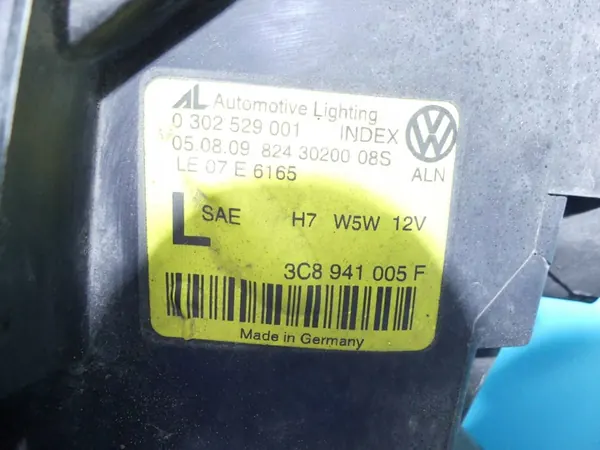 AL Automotive Lighting
0 302 529 001 INDEX
05.08.09 824 30200 08S
LE 07 E 6165
ALN
L SAE H7 W5W 12V
3C8 941 005 F
Made in Germany